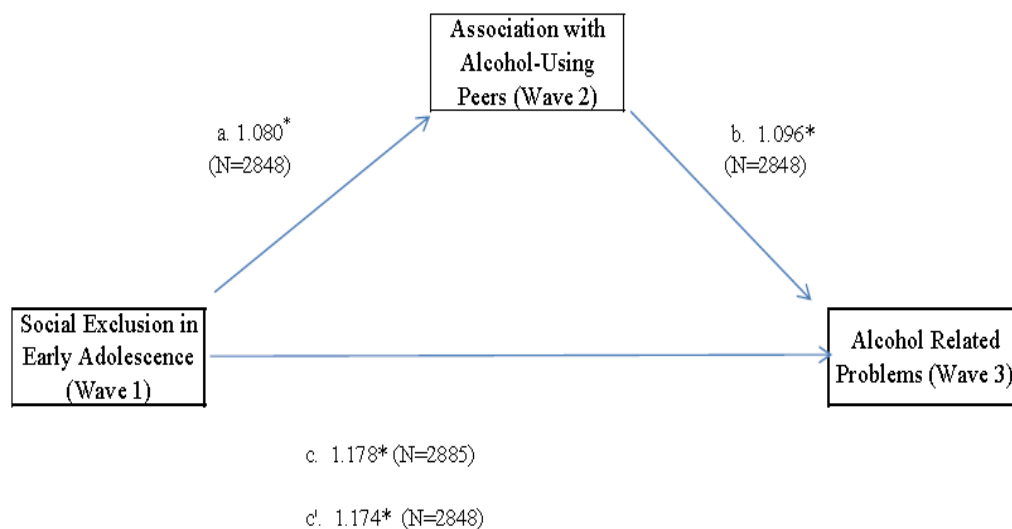 Association with
Alcohol-Using
Peers (Wave 2)
a. 1.080*
(N=2848)
b. 1.096*
(N=2848)
Social Exclusion in
Early Adolescence
(Wave 1)
Alcohol Related
Problems (Wave 3)
c. 1.178* (N=2885)
c'. 1.174* (N=2848)